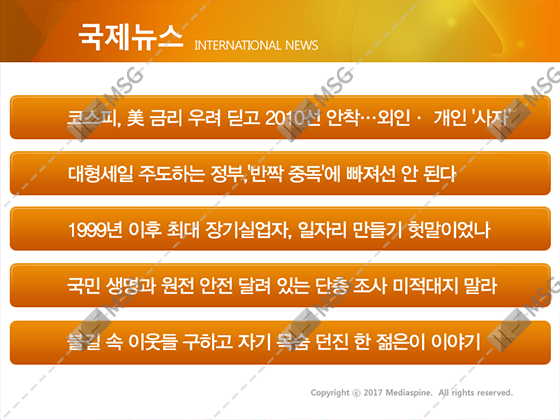 국제뉴스 INTERNATIONAL NEWS
코스피, 美 금리 우려 딛고 2010선 안착…외인· 개인 '사자'
대형세일 주도하는 정부,'반짝 중독'에 빠져선 안 된다
1999년 이후 최대 장기실업자, 일자리 만들기 헛말이었나
국민 생명과 원전 안전 달려 있는 단층 조사 미적대지 말라
불길 속 이웃들 구하고 자기 목숨 던진 한 젊은이 이야기
Copyright ⓒ 2017 Mediaspine. All rights reserved.
MSG
MSG
MSG
MSG
MSG
MSG
MSG
MSG
MSG